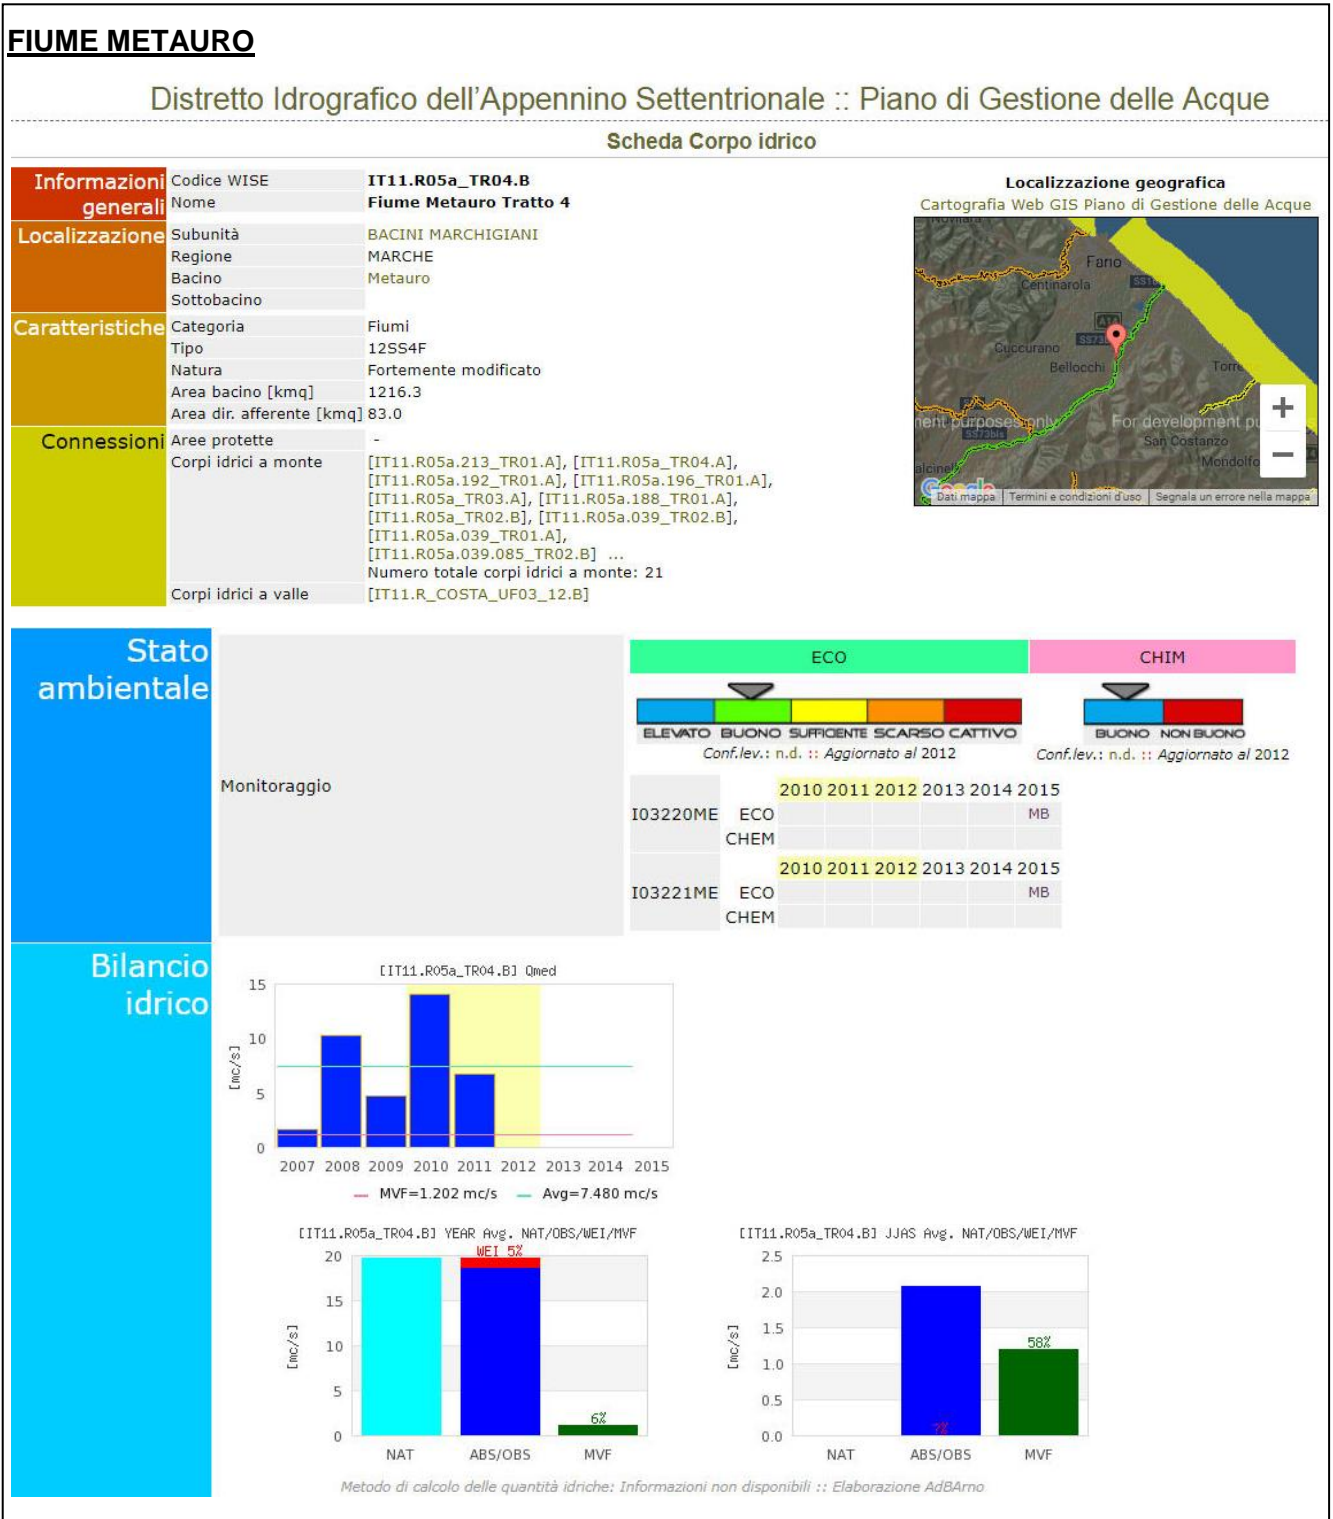 FIUME METAURO
Distretto Idrografico dell'Appennino Settentrionale :: Piano di Gestione delle Acque
Scheda Corpo idrico
Informazioni generali
Codice WISE IT11.R05a_TR04.B
Nome Fiume Metauro Tratto 4
Localizzazione
Subunità BACINI MARCHIGIANI
Regione MARCHE
Bacino Metauro
Sottobacino
Caratteristiche
Categoria Fiumi
Tipo 12SS4F
Natura Fortemente modificato
Area bacino [kmq] 1216.3
Area dir. afferente [kmq] 83.0
Connessioni
Aree protette -
Corpi idrici a monte [IT11.R05a.213_TR01.A], [IT11.R05a_TR04.A],
[IT11.R05a.192_TR01.A], [IT11.R05a.196_TR01.A],
[IT11.R05a_TR03.A], [IT11.R05a.188_TR01.A],
[IT11.R05a_TR02.B], [IT11.R05a.039_TR02.B],
[IT11.R05a.039_TR01.A],
[IT11.R05a.039.085_TR02.B] ...
Numero totale corpi idrici a monte: 21
Corpi idrici a valle [IT11.R_COSTA_UF03_12.B]
Localizzazione geografica
Cartografia Web GIS Piano di Gestione delle Acque
Novilara
Fano
Centinarola
SS16
A14
SS73bis
Cuccurano
Bellocchi
Torre
+
ment purposes only
For development pu
SS73bis
San Costanzo
−
Mondolfo
alcinelli
Google
Dati mappa Termini e condizioni d'uso Segnala un errore nella mappa
Stato ambientale
Monitoraggio
ECO CHIM
ELEVATO BUONO SUFFICIENTE SCARSO CATTIVO
BUONO NON BUONO
Conf.lev.: n.d. :: Aggiornato al 2012
Conf.lev.: n.d. :: Aggiornato al 2012
2010 2011 2012 2013 2014 2015
I03220ME ECO MB
CHEM
2010 2011 2012 2013 2014 2015
I03221ME ECO MB
CHEM
Bilancio idrico
[IT11.R05a_TR04.B] Qmed
15
10
5
0
[mc/s]
2007 2008 2009 2010 2011 2012 2013 2014 2015
MVF=1.202 mc/s Avg=7.480 mc/s
[IT11.R05a_TR04.B] YEAR Avg. NAT/OBS/WEI/MVF
WEI 5%
20
15
10
5
0
[mc/s]
6%
NAT ABS/OBS MVF
[IT11.R05a_TR04.B] JJAS Avg. NAT/OBS/WEI/MVF
2.5
2.0
1.5
1.0
0.5
0.0
[mc/s]
58%
?%
NAT ABS/OBS MVF
Metodo di calcolo delle quantità idriche: Informazioni non disponibili :: Elaborazione AdBArno